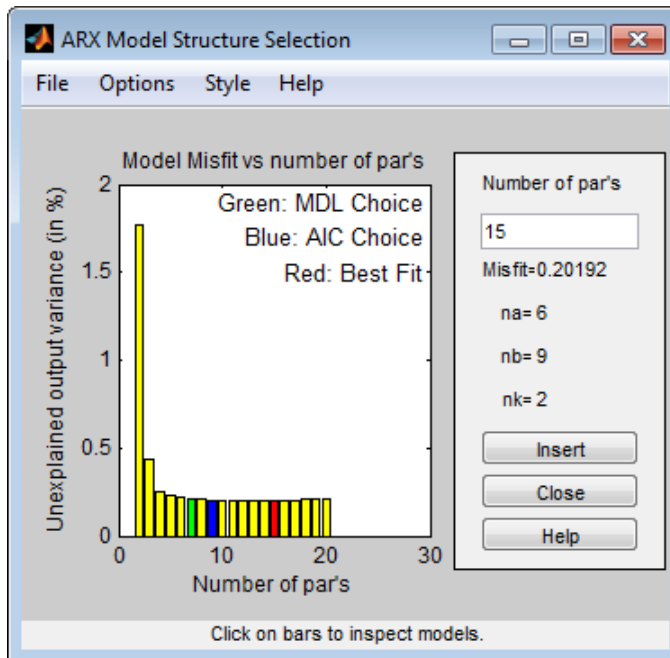 ARX Model Structure Selection
File Options Style Help
Model Misfit vs number of par's
Unexplained output variance (in %)
2
1.5
1
0.5
0
Green: MDL Choice
Blue: AIC Choice
Red: Best Fit
0 10 20 30
Number of par's
Number of par's
15
Misfit=0.20192
na= 6
nb= 9
nk= 2
Insert
Close
Help
Click on bars to inspect models.